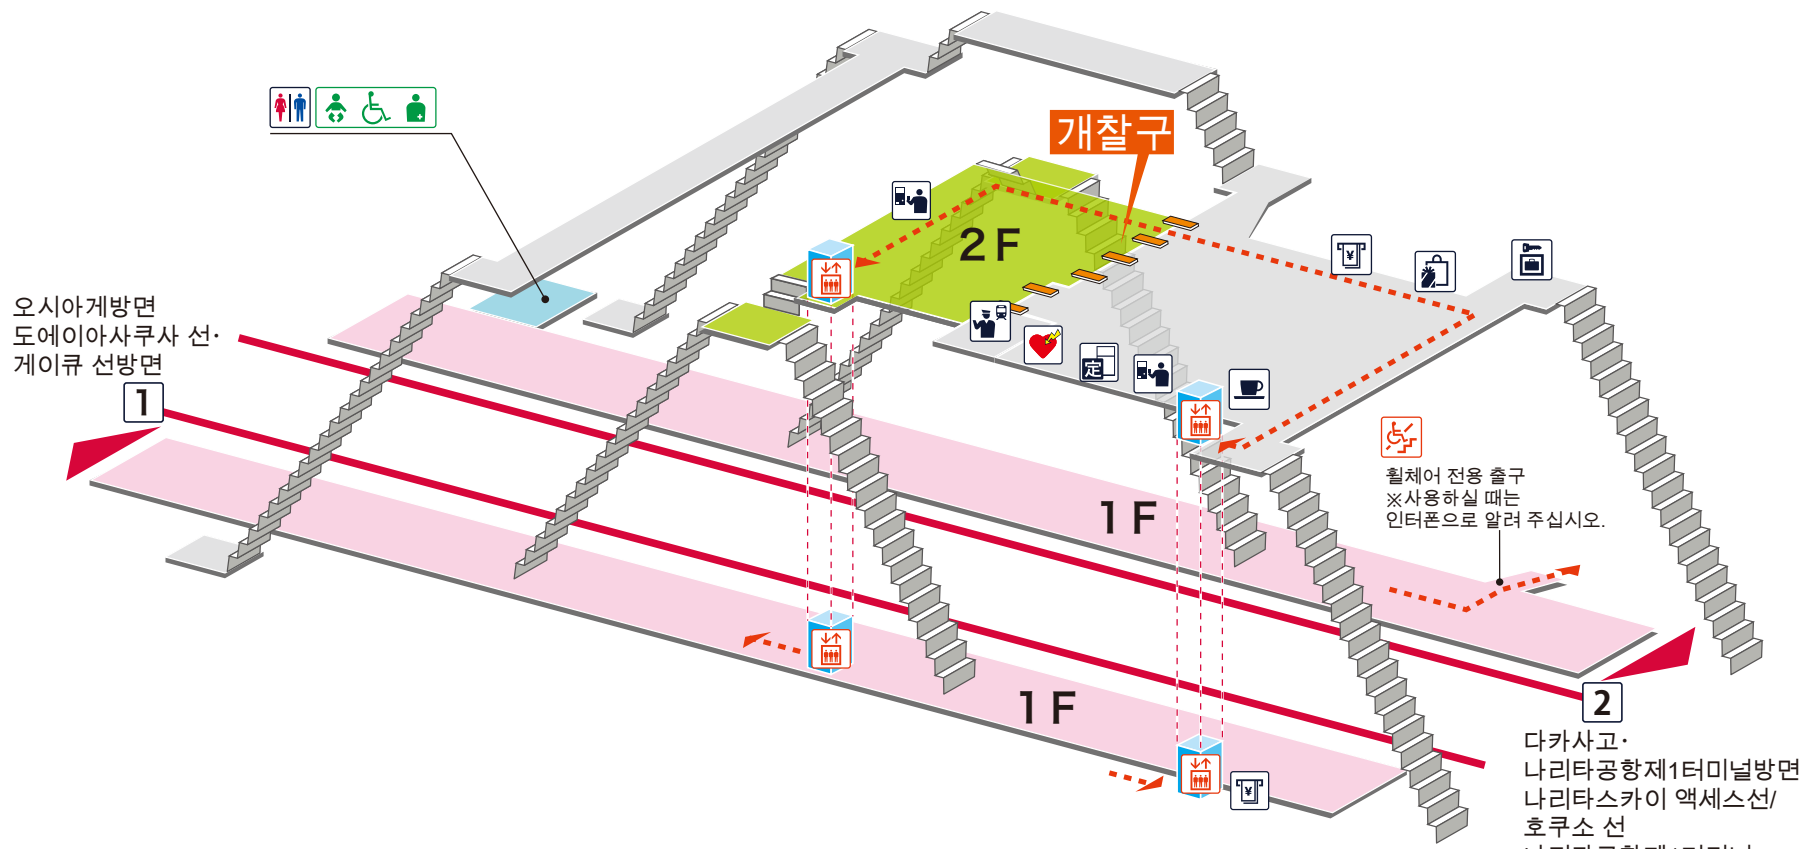 개찰구
2F
오시아게방면
도에이아사쿠사 선·
게이큐 선방면
1
定
휠체어 전용 출구
※사용하실 때는
인터폰으로 알려 주십시오.
1F
1F
2
다카사고·
나리타공항제1터미널방면
나리타스카이 액세스선/
호쿠소 선